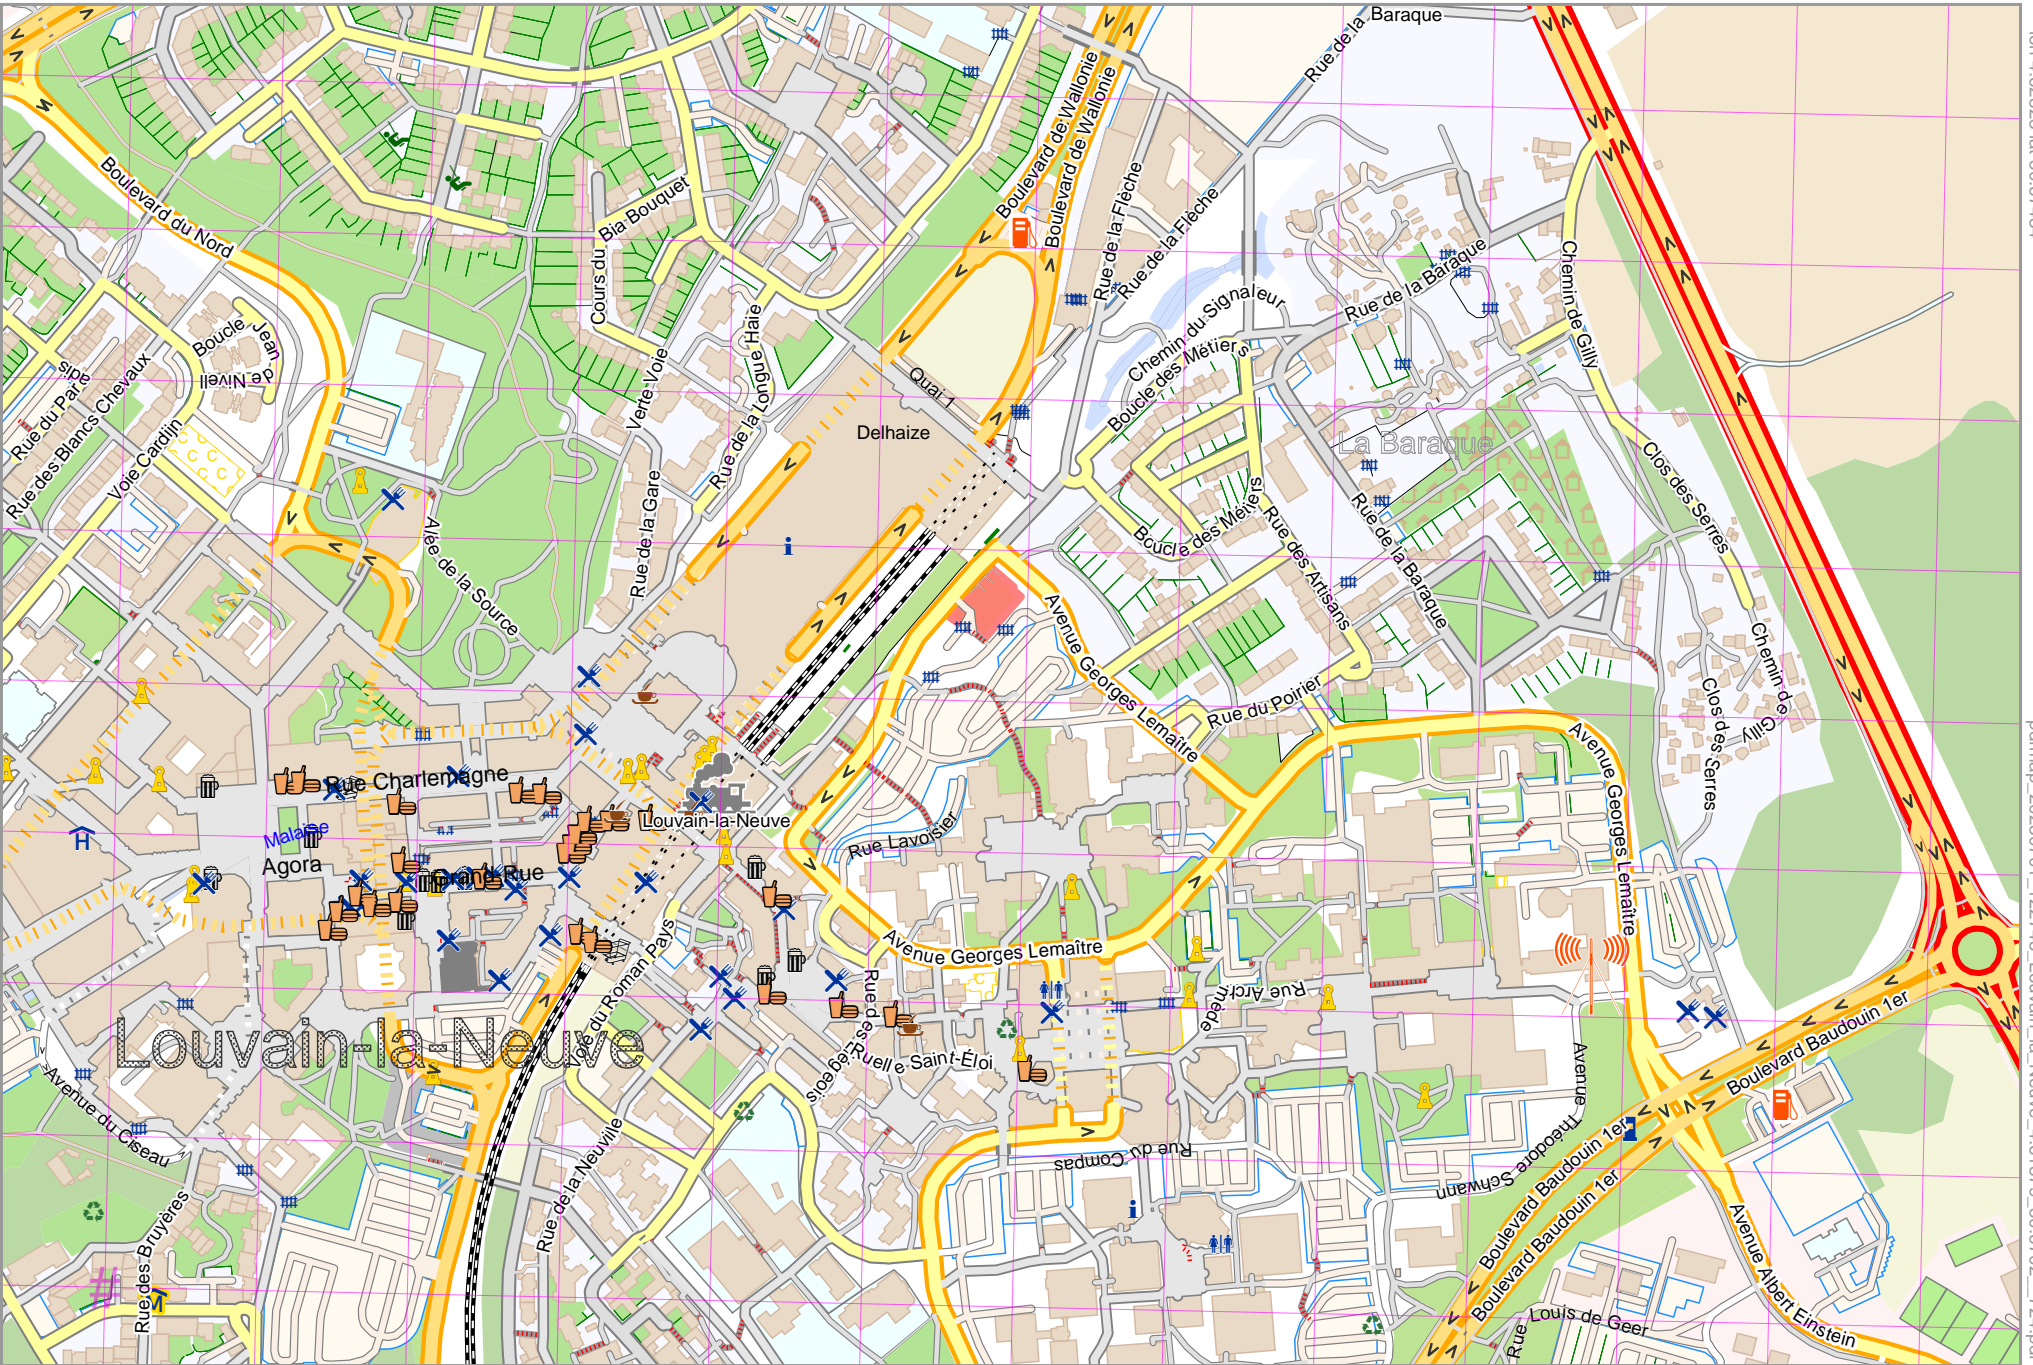 Baraque
Rue de la
Boulevard de Wallonie
Boulevard de Wallonie
Boulevard du Nord
Bia Bouquet
Cours du
Rue de la Flèche
Rue de la Flèche
Chemin du Signaleur
Rue de la Baraque
Chemin de Gilly
Boucle
Jean
de Nivell
Rue du Par
adis
Rue des Blancs Chevaux
Voie Cardijn
Verte Voie
Rue de la Longue Haie
Quai 1
Delhaize
Boucle des Métiers
La Baraque
Clos des Serres
Rue de la Gare
Allée de la Source
Boucle des Métiers
Rue des Artisans
Rue de la Baraque
Avenue Georges Lemaître
Rue du Poirier
Chemin de Gilly
Clos des Serres
Rue Charlemagne
Malaise
Agora
Grand-Rue
Louvain-la-Neuve
Rue Lavoisier
Avenue Georges Lemaître
Avenue Georges Lemaître
Voie du Roman Pays
Rue Archimède
Rue des Liégeois
Ruelle Saint-Éloi
Louvain-la-Neuve
Avenue du Ciseau
Rue de la Neuville
Rue du Compas
Avenue Théodore Schwann
Boulevard Baudouin 1er
Boulevard Baudouin 1er
Boulevard Baudouin 1er
Rue des Bruyères
Avenue Albert Einstein
Rue Louis de Geer
H
M